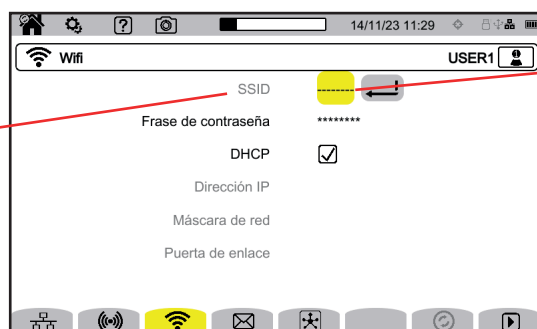 14/11/23 11:29
Wifi USER1
SSID --------
Frase de contraseña ********
DHCP
Dirección IP
Máscara de red
Puerta de enlace